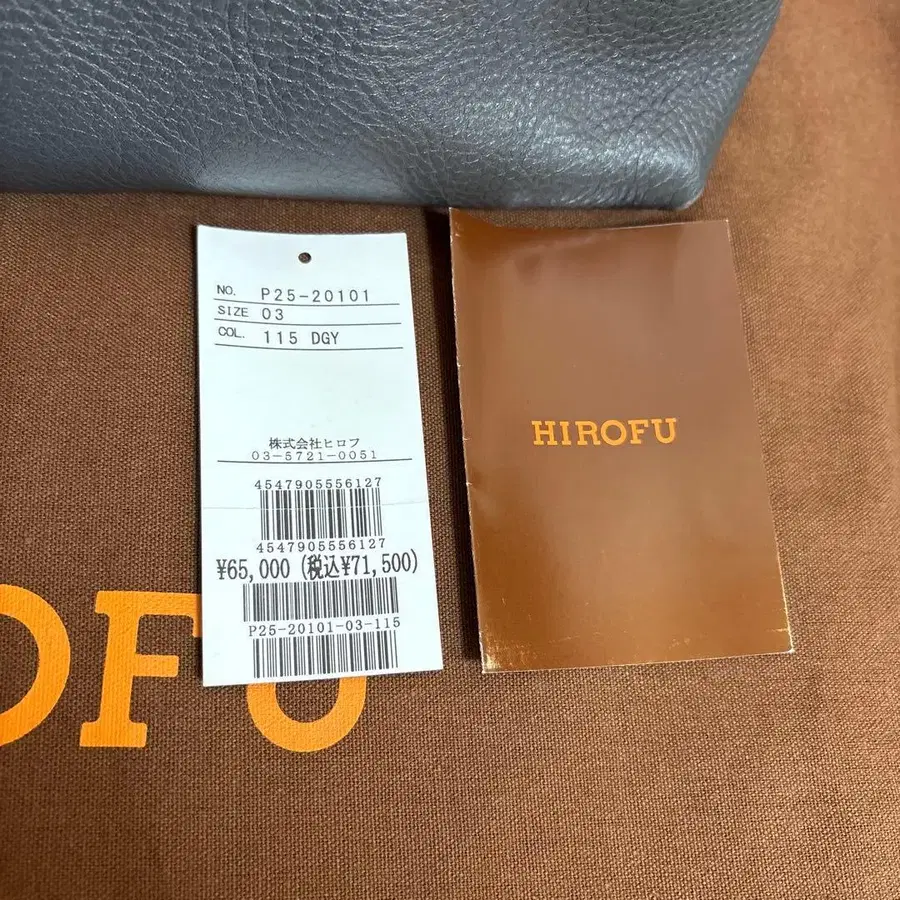 NO. P25-20101
SIZE 03
COL. 115 DGY
株式会社ヒロフ
03-5721-0051
4547905556127
4547905556127
¥65,000 (税込¥71,500)
P25-20101-03-115
HIROFU
OFU